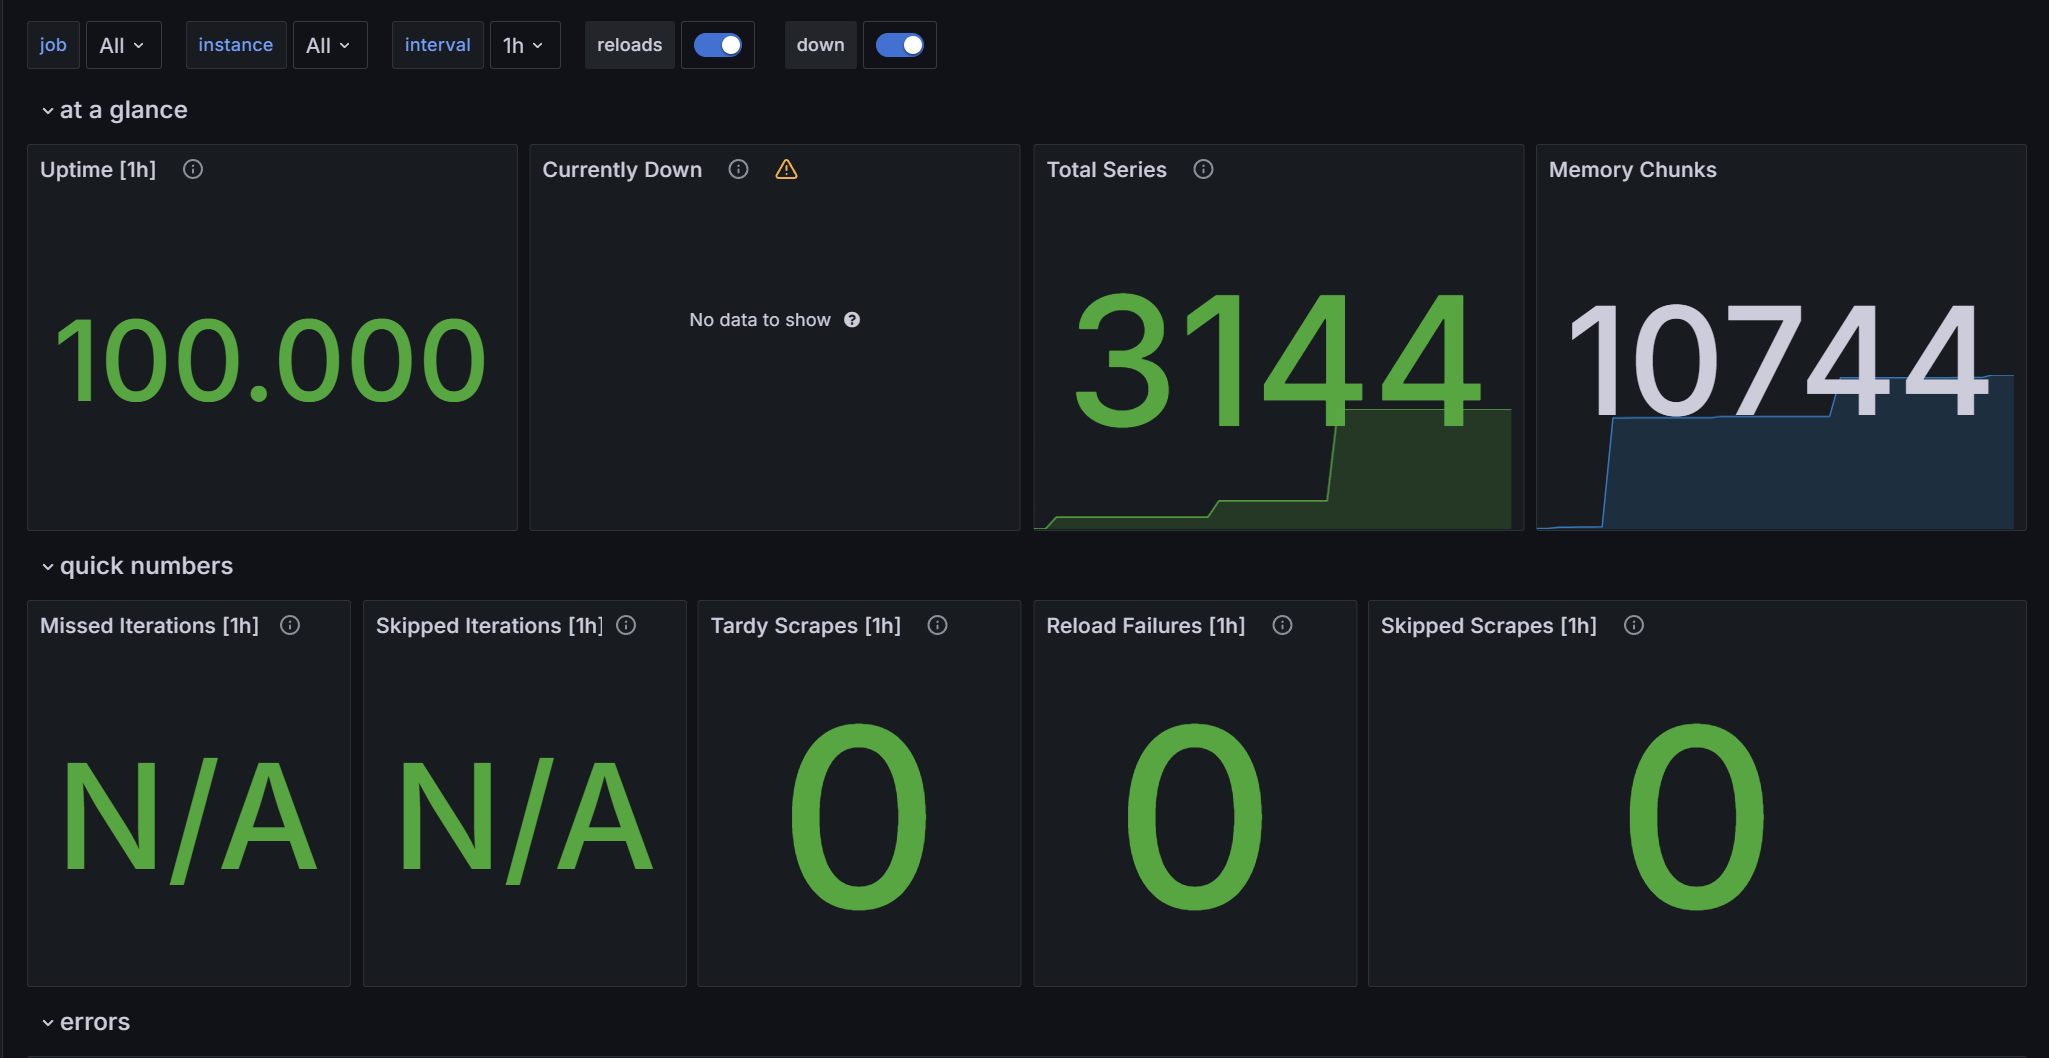 job All instance All interval 1h reloads down
at a glance
Uptime [1h] Currently Down Total Series Memory Chunks
100.000
No data to show
3144
10744
quick numbers
Missed Iterations [1h] Skipped Iterations [1h] Tardy Scrapes [1h] Reload Failures [1h] Skipped Scrapes [1h]
N/A N/A 0 0 0
errors